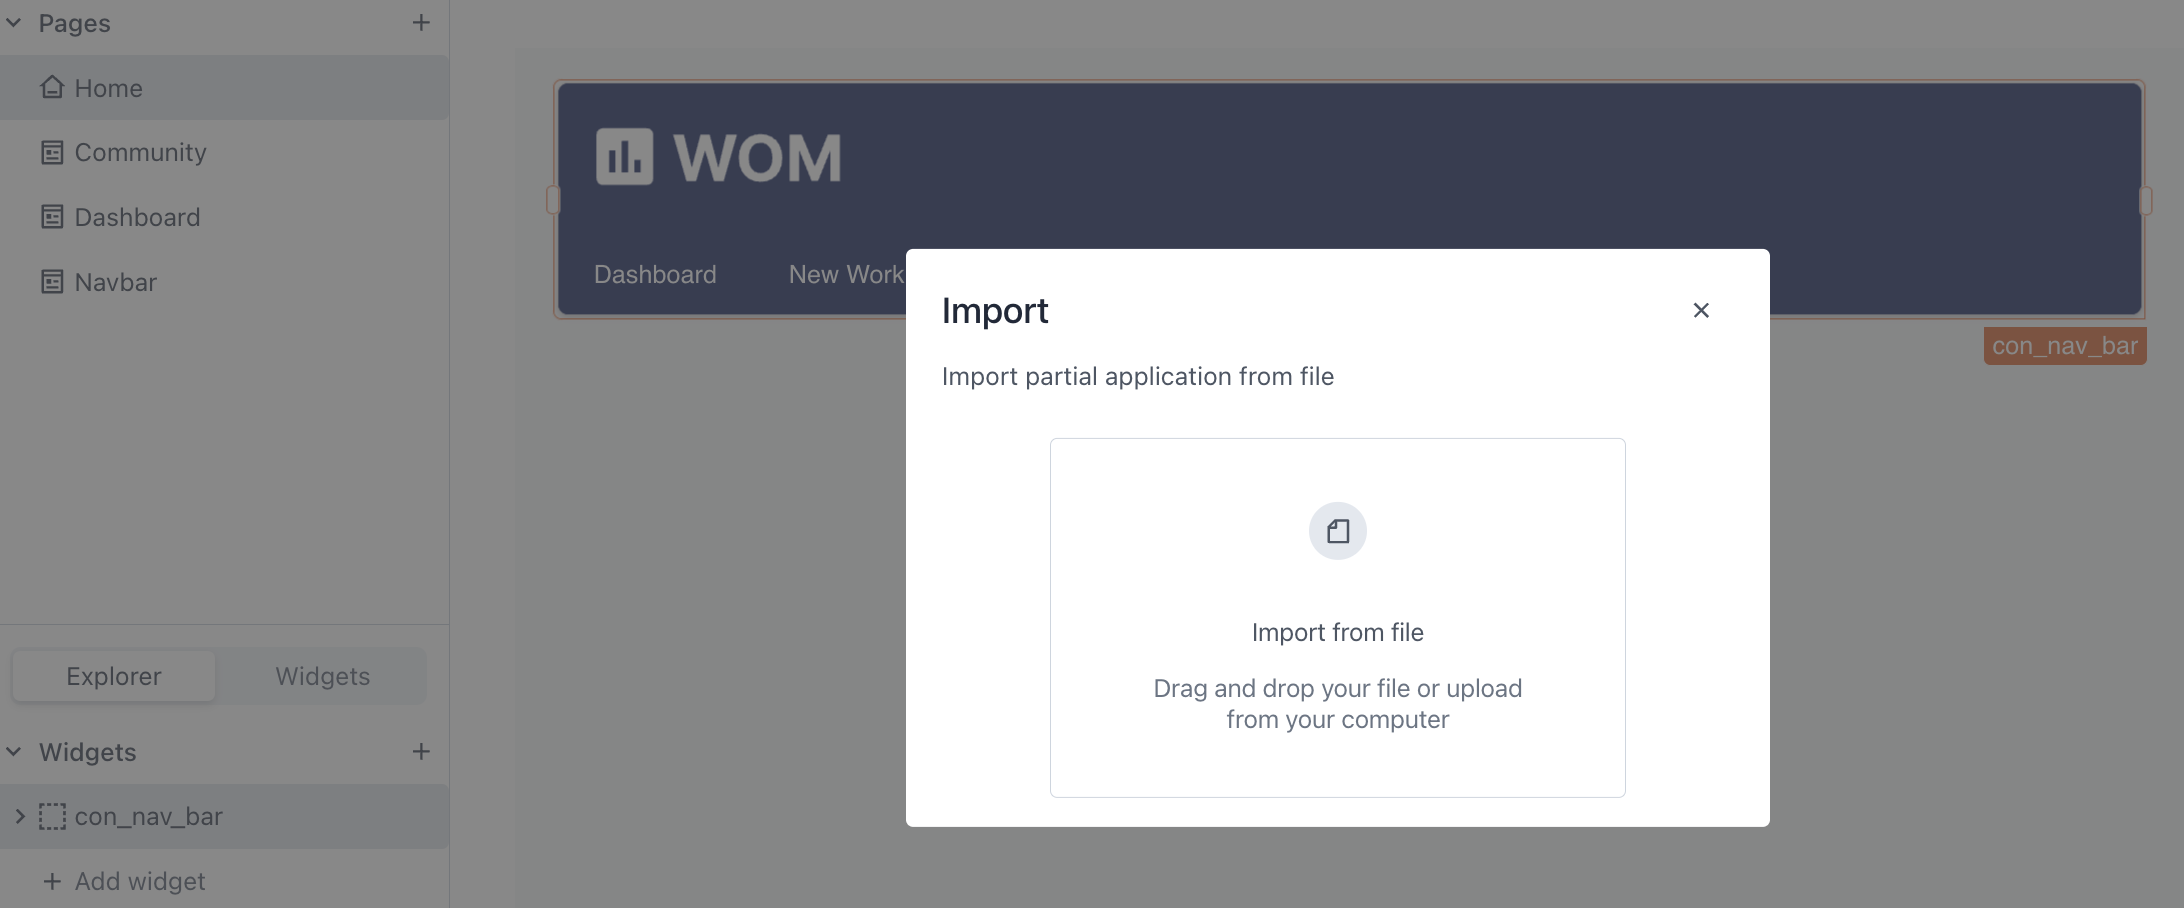 Pages
Home
Community
Dashboard
Navbar
Explorer
Widgets
Widgets
con_nav_bar
Add widget
WOM
Dashboard
New Work
con_nav_bar
Import
Import partial application from file
Import from file
Drag and drop your file or upload
from your computer